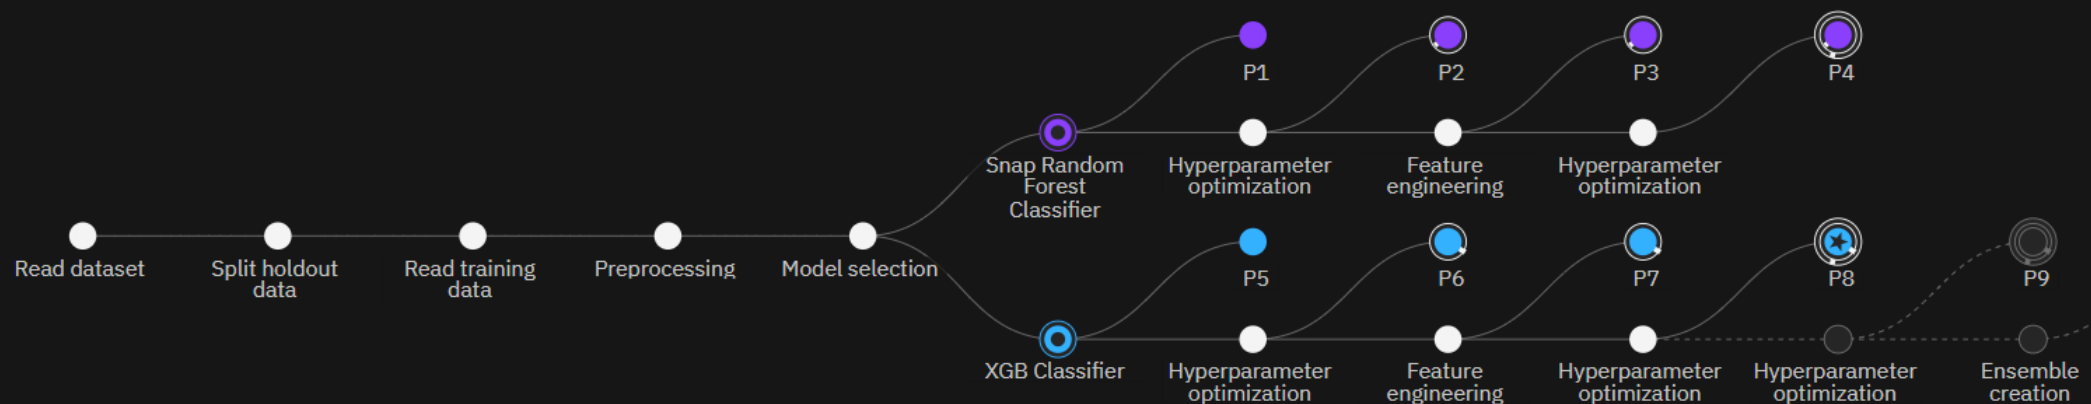 P1
P2
P3
P4
Snap Random
Forest
Classifier
Hyperparameter
optimization
Feature
engineering
Hyperparameter
optimization
Read dataset
Split holdout
data
Read training
data
Preprocessing
Model selection
P5
P6
P7
P8
P9
XGB Classifier
Hyperparameter
optimization
Feature
engineering
Hyperparameter
optimization
Hyperparameter
optimization
Ensemble
creation